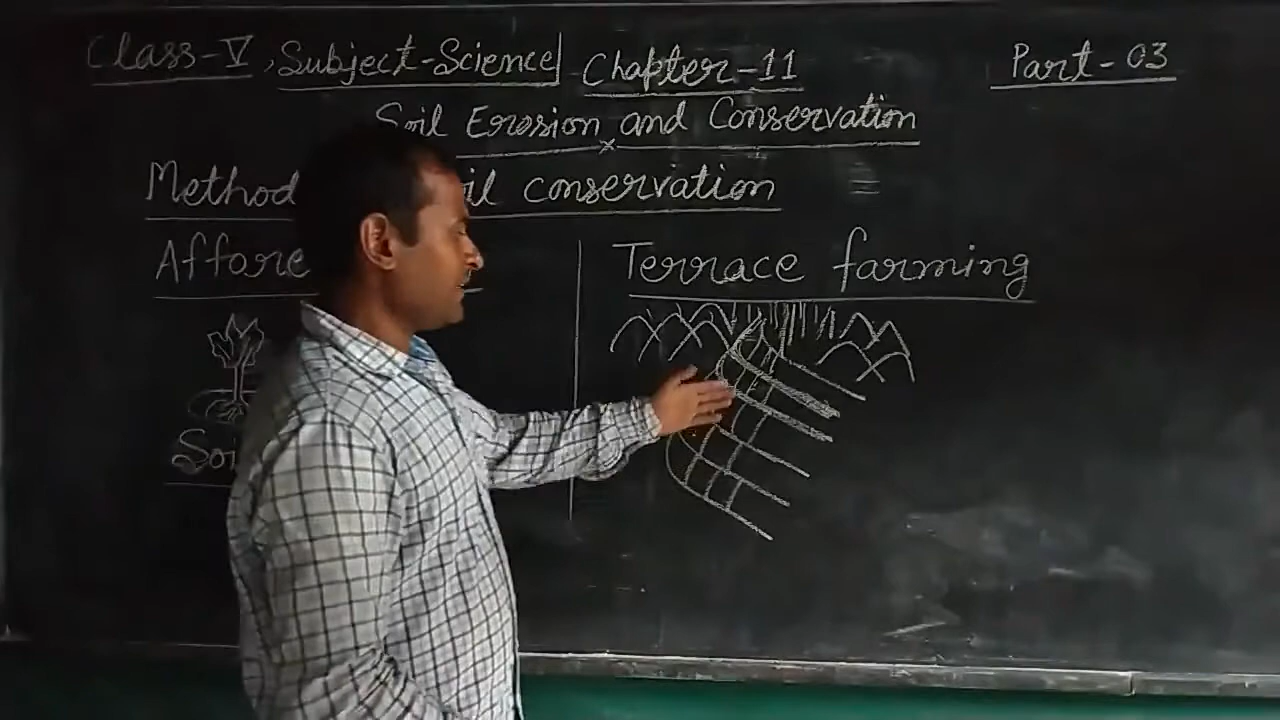 Class-V, Subject-Science Chapter-11 Part-03
Soil Erosion and Conservation
Method il conservation
Affore Terrace farming
Soi